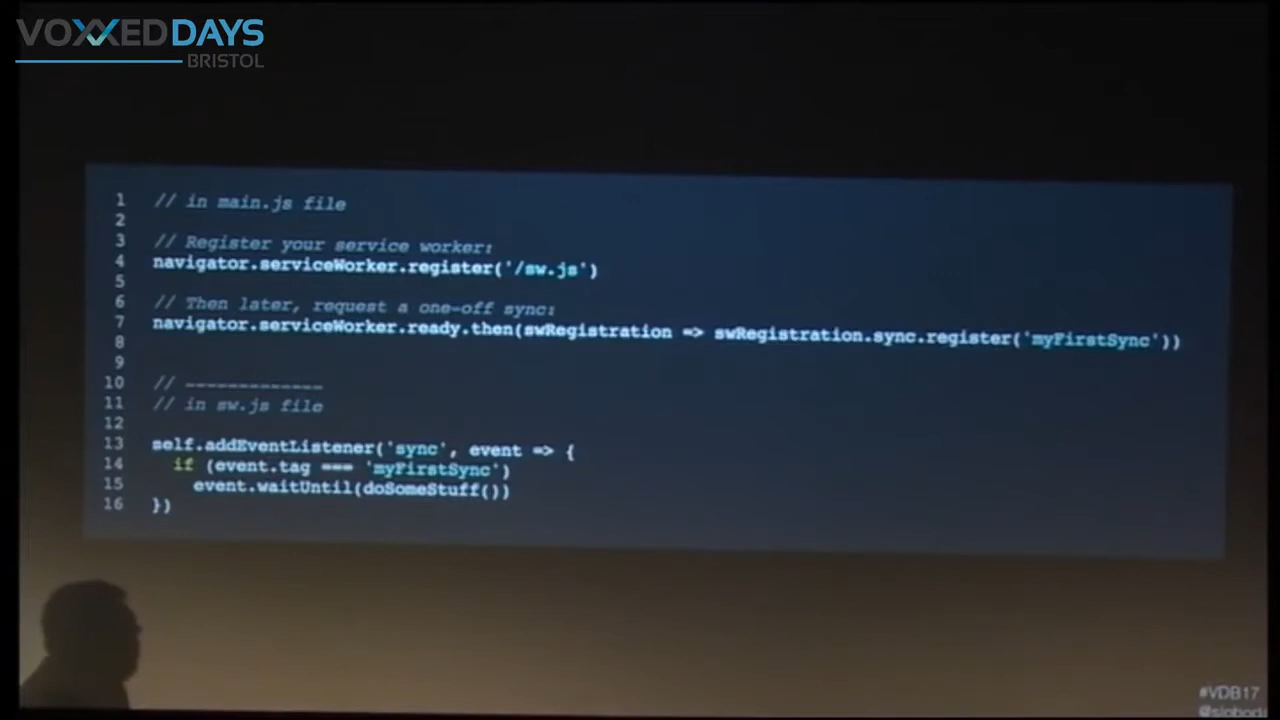 VOXXED DAYS
BRISTOL
1 // in main.js file
2
3 // Register your service worker:
4 navigator.serviceWorker.register('/sw.js')
5
6 // Then later, request a one-off sync:
7 navigator.serviceWorker.ready.then(swRegistration => swRegistration.sync.register('myFirstSync'))
8
9
10 // -------------
11 // in sw.js file
12
13 self.addEventListener('sync', event => {
14 if (event.tag === 'myFirstSync')
15 event.waitUntil(doSomeStuff())
16 })
#VDB17